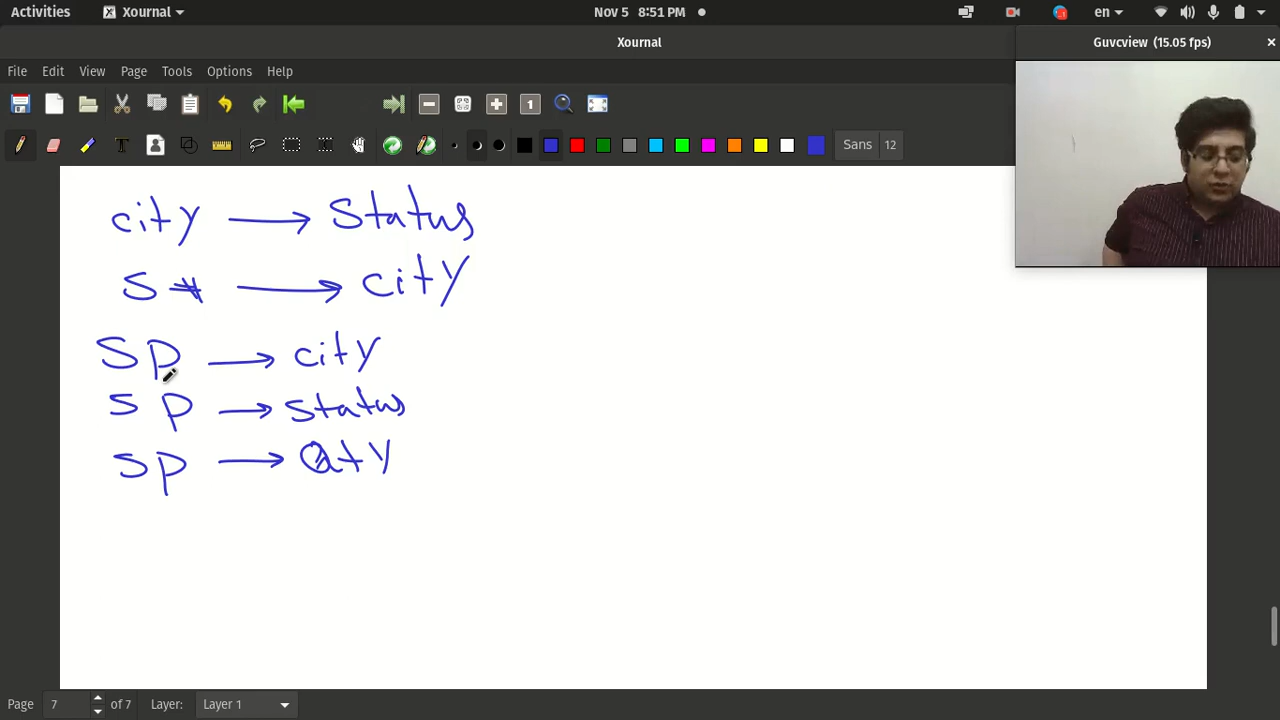 Activities Xournal Nov 5 8:51 PM en
Xournal
Guvcview (15.05 fps)
File Edit View Page Tools Options Help
Sans 12
city → Status
S# → city
SP → city
SP → status
SP → Qty
Page 7 of 7 Layer: Layer 1